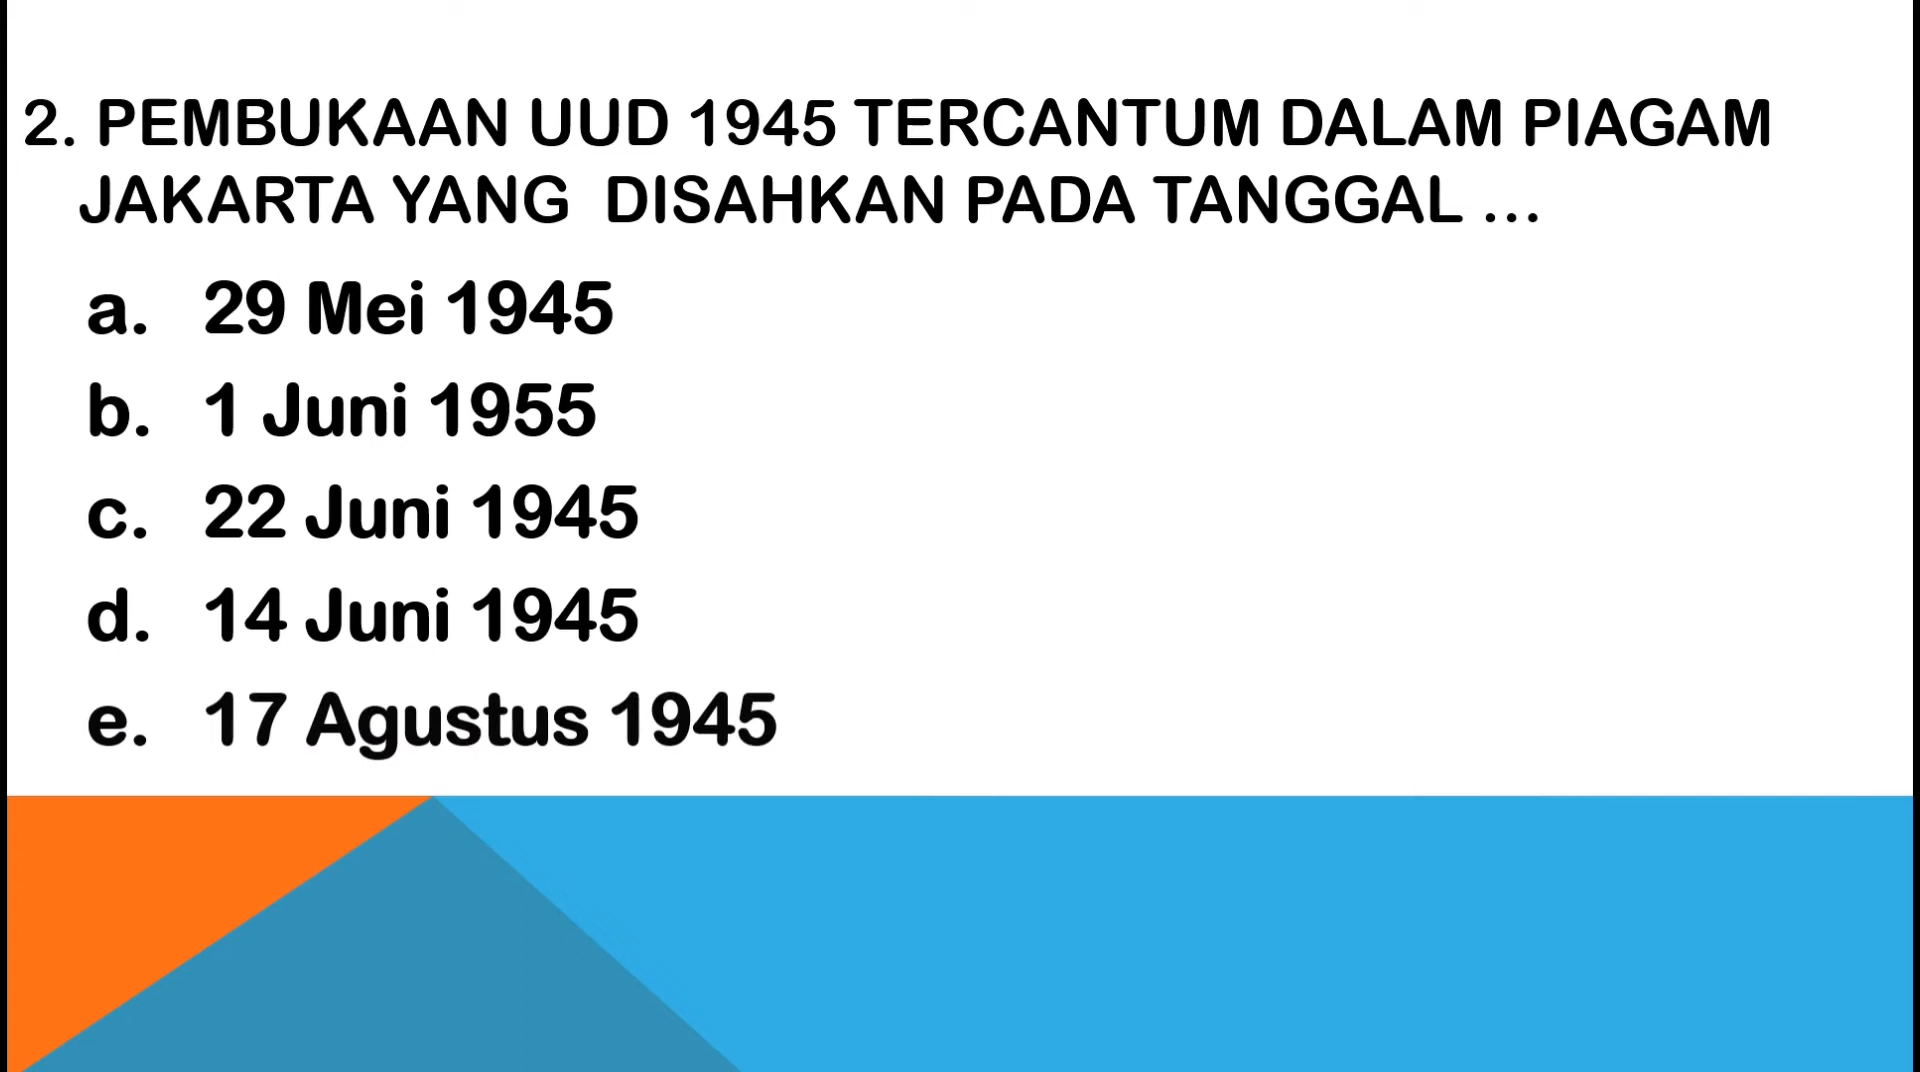 2. PEMBUKAAN UUD 1945 TERCANTUM DALAM PIAGAM
JAKARTA YANG DISAHKAN PADA TANGGAL ...
a. 29 Mei 1945
b. 1 Juni 1955
c. 22 Juni 1945
d. 14 Juni 1945
e. 17 Agustus 1945